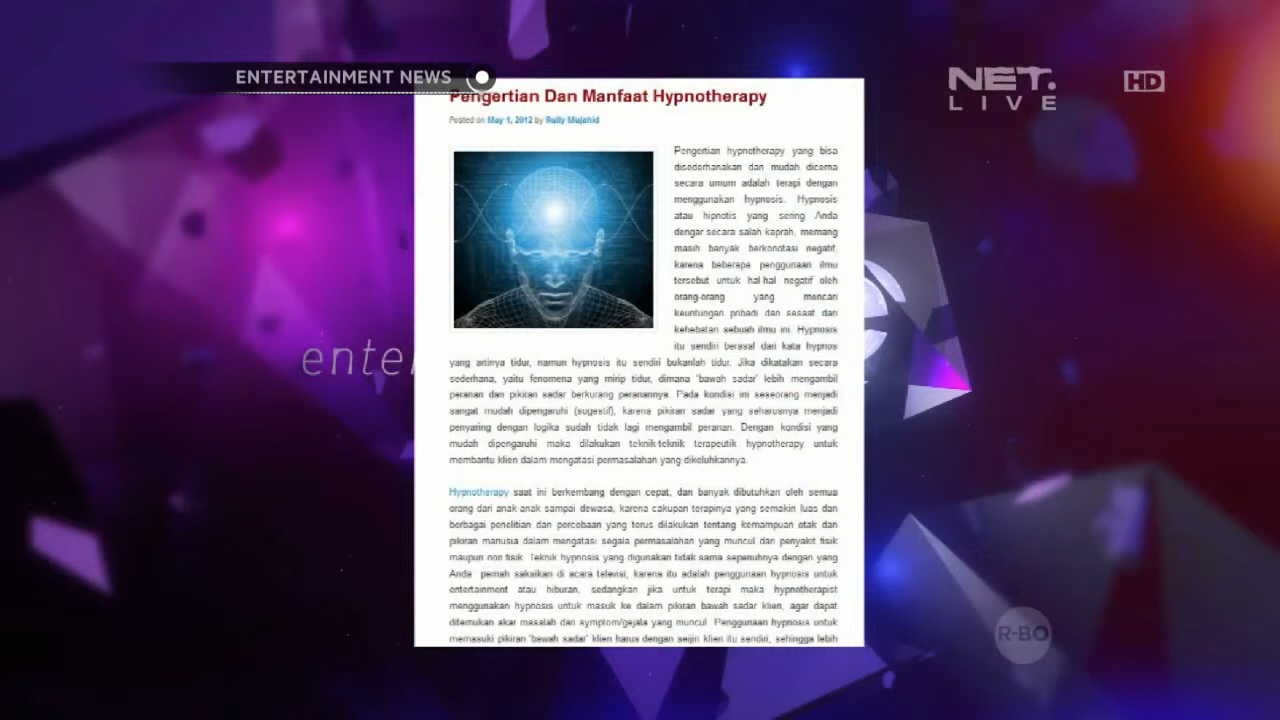 ENTERTAINMENT NEWS
NET.
LIVE
HD
Pengertian Dan Manfaat Hypnotherapy
Posted on May 1, 2012 by Rully Mujahid
Pengertian hypnotherapy yang bisa
disederhanakan dan mudah dicerna
secara umum adalah terapi dengan
menggunakan hypnosis. Hypnosis
atau hipnotis yang sering Anda
dengar secara salah kaprah, memang
masih banyak berkonotasi negatif,
karena beberapa penggunaan ilmu
tersebut untuk hal-hal negatif oleh
orang-orang yang mencari
keuntungan pribadi dan sesaat dari
kehebatan sebuah ilmu ini. Hypnosis
itu sendiri berasal dari kata hypnos
yang artinya tidur, namun hypnosis itu sendiri bukanlah tidur. Jika dikatakan secara
sederhana, yaitu fenomena yang mirip tidur, dimana 'bawah sadar' lebih mengambil
peranan dan pikiran sadar berkurang peranannya. Pada kondisi ini seseorang menjadi
sangat mudah dipengaruhi (sugestif), karena pikiran sadar yang seharusnya menjadi
penyaring dengan logika sudah tidak lagi mengambil peranan. Dengan kondisi yang
mudah dipengaruhi maka dilakukan teknik-teknik terapeutik hypnotherapy untuk
membantu klien dalam mengatasi permasalahan yang dikeluhkannya.
Hypnotherapy saat ini berkembang dengan cepat, dan banyak dibutuhkan oleh semua
orang dari anak anak sampai dewasa, karena cakupan terapinya yang semakin luas dan
berbagai penelitian dan percobaan yang terus dilakukan tentang kemampuan otak dan
pikiran manusia dalam mengatasi segala permasalahan yang muncul dan penyakit fisik
maupun non fisik. Teknik hypnosis yang digunakan tidak sama sepenuhnya dengan yang
Anda pernah saksikan di acara televisi, karena itu adalah penggunaan hypnosis untuk
entertainment atau hiburan, sedangkan jika untuk terapi maka hypnotherapist
menggunakan hypnosis untuk masuk ke dalam pikiran bawah sadar klien, agar dapat
ditemukan akar masalah dari symptom/gejala yang muncul. Penggunaan hypnosis untuk
memasuki pikiran 'bawah sadar' klien harus dengan seijin klien itu sendiri, sehingga lebih
enter
R-BO